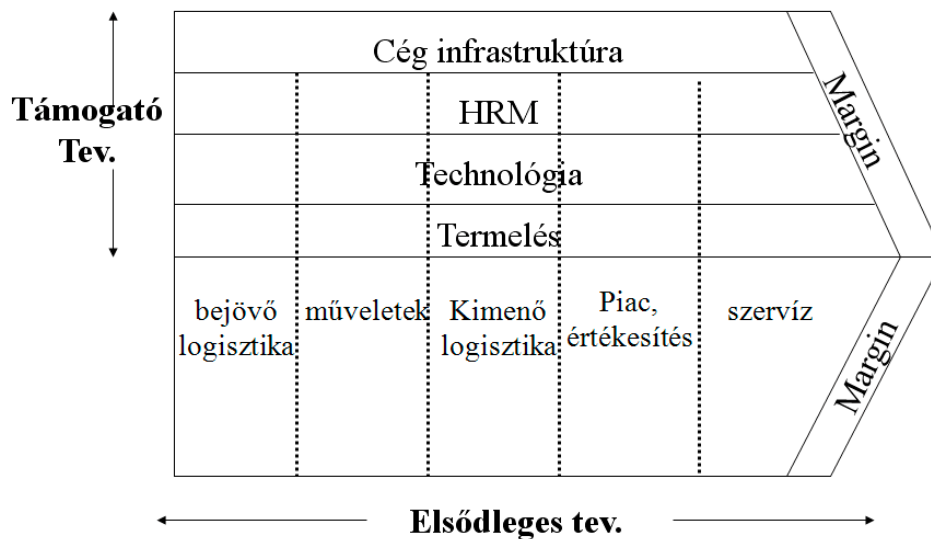 Cég infrastruktúra
Támogató
Tev.
HRM
Technológia
Termelés
Margin
bejövő
logisztika
műveletek
Kimenő
logisztika
Piac,
értékesítés
szervíz
Margin
Elsődleges tev.